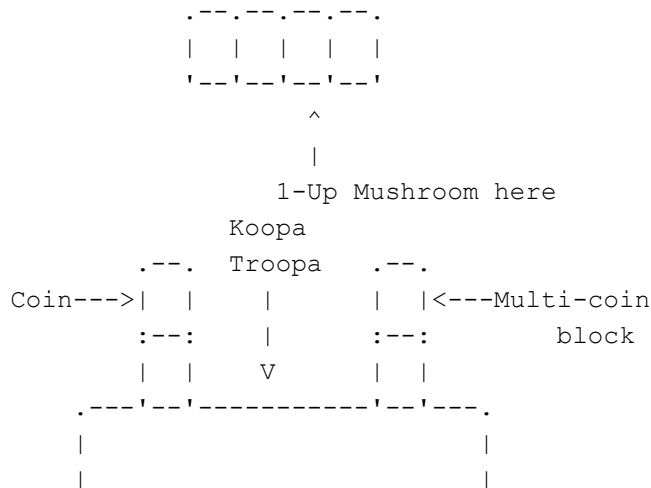 .--.--.--.--.
|  |  |  |  |
'--'--'--'--'
^
|
1-Up Mushroom here
Koopa
.--. Troopa .--.
Coin--->|  | | |  |<---Multi-coin
:--: | :--: block
|  | V |  |
.---'--'-----------'--'---.
| |
| |